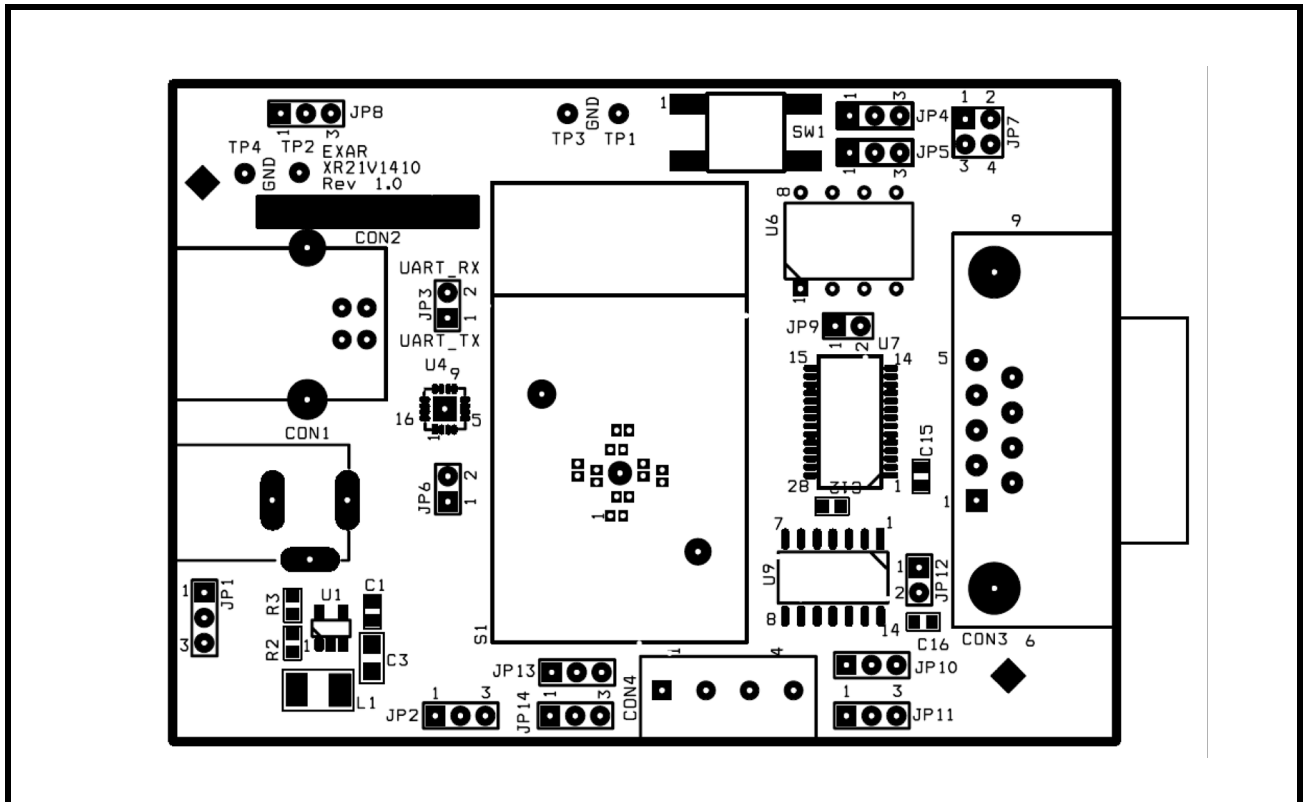 1
3
JP8
TP4
GND
TP2
EXAR
XR21V1410
Rev 1.0
TP3
GND
TP1
1
SW1
1
3
JP4
JP5
1
3
1 2
JP7
3 4
CON2
UART_RX
JP3
2
1
UART_TX
U4
9
16
5
1
CON1
JP6
2
1
8
U6
1
JP9
1
2
U7
15
14
28
1
C12
C15
9
5
1
CON3
6
7
1
U9
8
14
1
2
JP12
C16
1
JP1
3
R3
R2
U1
1
C1
C3
L1
1
S1
JP13
1
3
JP14
JP2
1
3
CON4
1
4
JP10
1
3
JP11